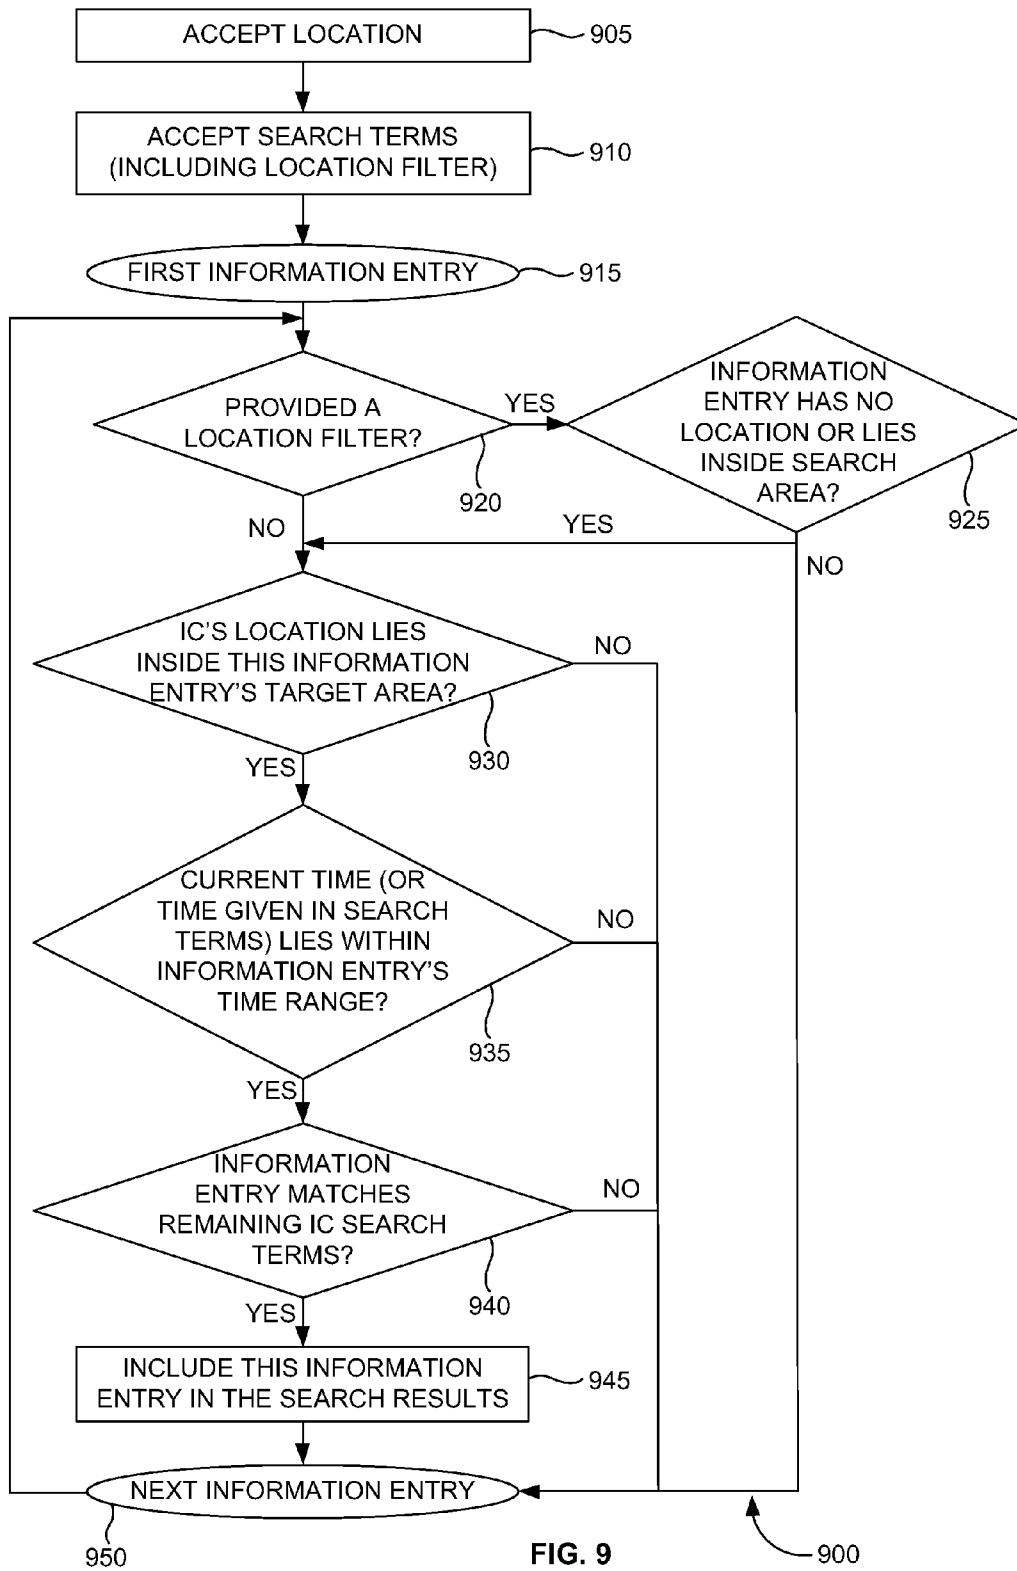 ACCEPT LOCATION
905
ACCEPT SEARCH TERMS
(INCLUDING LOCATION FILTER)
910
FIRST INFORMATION ENTRY
915
PROVIDED A
LOCATION FILTER?
920
YES
INFORMATION
ENTRY HAS NO
LOCATION OR LIES
INSIDE SEARCH
AREA?
925
NO
YES
NO
IC'S LOCATION LIES
INSIDE THIS INFORMATION
ENTRY'S TARGET AREA?
930
NO
YES
CURRENT TIME (OR
TIME GIVEN IN SEARCH
TERMS) LIES WITHIN
INFORMATION ENTRY'S
TIME RANGE?
935
NO
YES
INFORMATION
ENTRY MATCHES
REMAINING IC SEARCH
TERMS?
940
NO
YES
INCLUDE THIS INFORMATION
ENTRY IN THE SEARCH RESULTS
945
NEXT INFORMATION ENTRY
950
FIG. 9
900